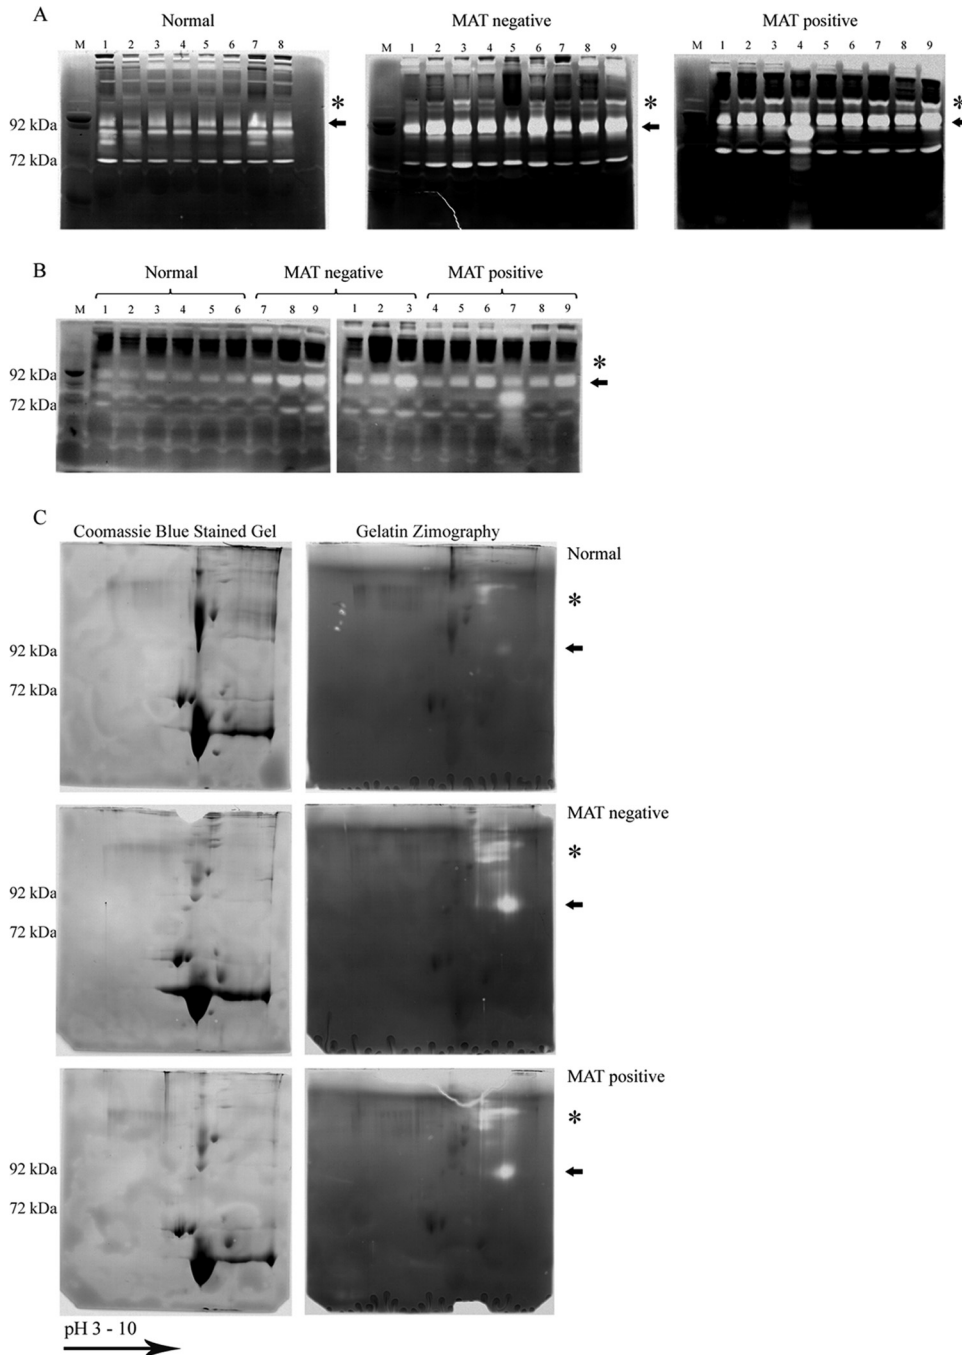 A
Normal
MAT negative
MAT positive
M 1 2 3 4 5 6 7 8
M 1 2 3 4 5 6 7 8 9
M 1 2 3 4 5 6 7 8 9
*
*
*
92 kDa
72 kDa
B
Normal
MAT negative
MAT positive
M 1 2 3 4 5 6 7 8 9 1 2 3 4 5 6 7 8 9
*
92 kDa
72 kDa
C
Coomassie Blue Stained Gel
Gelatin Zimography
Normal
*
92 kDa
72 kDa
MAT negative
*
92 kDa
72 kDa
MAT positive
*
92 kDa
72 kDa
pH 3 - 10